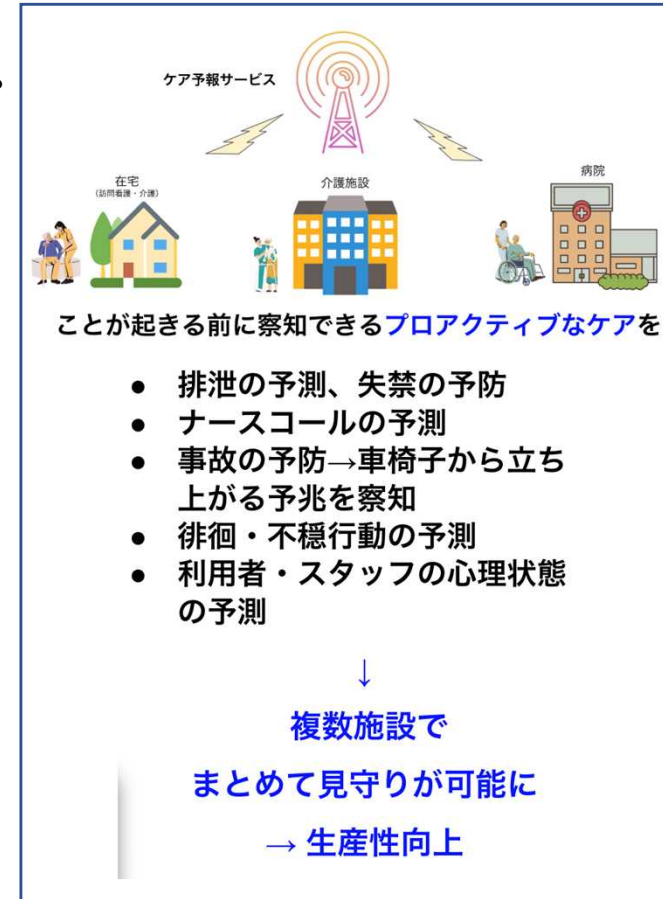 ケア予報サービス
在宅
(訪問看護・介護)
介護施設
病院
ことが起きる前に察知できるプロアクティブなケアを
● 排泄の予測、失禁の予防
● ナースコールの予測
● 事故の予防→車椅子から立ち
上がる予兆を察知
● 徘徊・不穏行動の予測
● 利用者・スタッフの心理状態
の予測
↓
複数施設で
まとめて見守りが可能に
→ 生産性向上